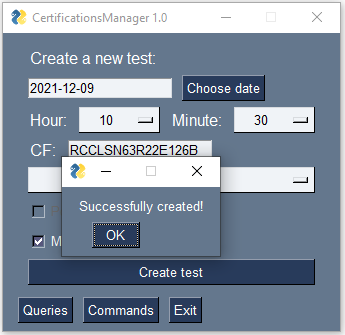 CertificationsManager 1.0
Create a new test:
2021-12-09 Choose date
Hour: 10 Minute: 30
CF: RCCLSN63R22E126B
Successfully created!
OK
M
Create test
Queries Commands Exit